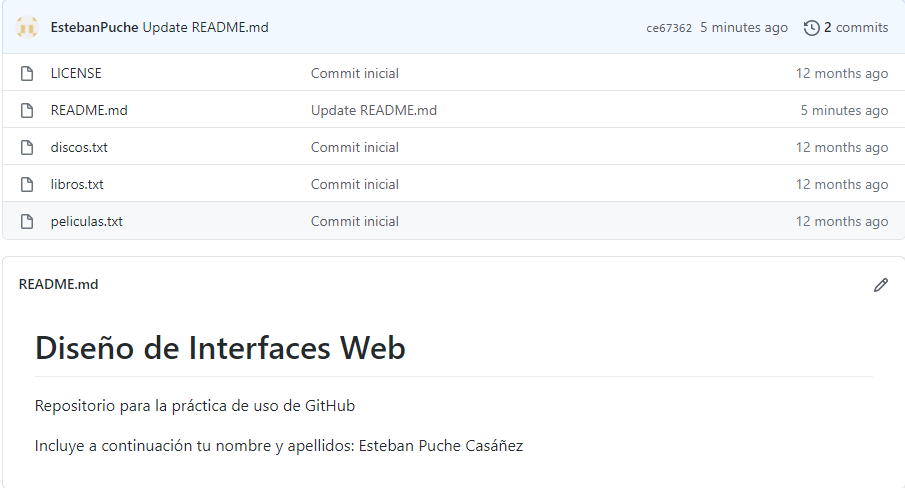 EstebanPuche Update README.md ce67362 5 minutes ago 2 commits
LICENSE Commit inicial 12 months ago
README.md Update README.md 5 minutes ago
discos.txt Commit inicial 12 months ago
libros.txt Commit inicial 12 months ago
peliculas.txt Commit inicial 12 months ago
README.md
Diseño de Interfaces Web
Repositorio para la práctica de uso de GitHub
Incluye a continuación tu nombre y apellidos: Esteban Puche Casáñez